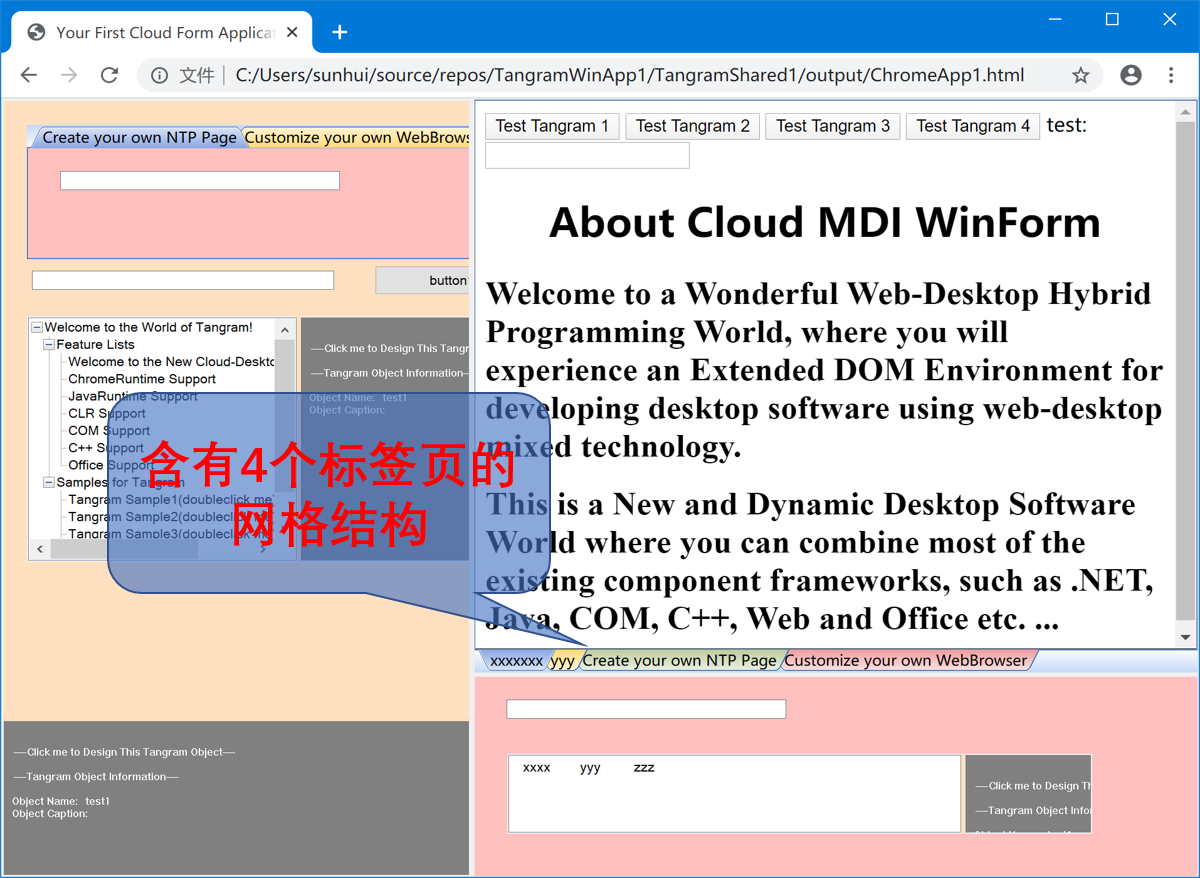 Your First Cloud Form Applica
文件
C:/Users/sunhui/source/repos/TangramWinApp1/TangramShared1/output/ChromeApp1.html
Create your own NTP Page
Customize your own WebBrows
button
Welcome to the World of Tangram!
Feature Lists
Welcome to the New Cloud-Deskto
ChromeRuntime Support
JavaRuntime Support
CLR Support
COM Support
C++ Support
Office Support
Samples for Tangram
Tangram Sample1(doubleclick me
Tangram Sample2(doubleclick me
Tangram Sample3(doubleclick me
—Click me to Design This Tangr
—Tangram Object Information—
Object Name: test1
Object Caption:
含有4个标签页的
网格结构
—Click me to Design This Tangram Object—
—Tangram Object Information—
Object Name: test1
Object Caption:
Test Tangram 1
Test Tangram 2
Test Tangram 3
Test Tangram 4
test:
About Cloud MDI WinForm
Welcome to a Wonderful Web-Desktop Hybrid
Programming World, where you will
experience an Extended DOM Environment for
developing desktop software using web-desktop
mixed technology.
This is a New and Dynamic Desktop Software
World where you can combine most of the
existing component frameworks, such as .NET,
Java, COM, C++, Web and Office etc. ...
xxxxxxx
yyy
Create your own NTP Page
Customize your own WebBrowser
xxxx yyy zzz
—Click me to Design Th
—Tangram Object Infor